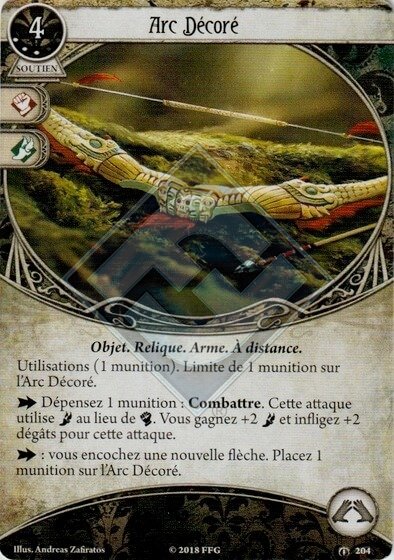 Arc Décoré
4
SOUTIEN
Objet. Relique. Arme. À distance.
Utilisations (1 munition). Limite de 1 munition sur
l'Arc Décoré.
Dépensez 1 munition : Combattre. Cette attaque
utilise au lieu de . Vous gagnez +2 et infligez +2
dégâts pour cette attaque.
: vous encochez une nouvelle flèche. Placez 1
munition sur l'Arc Décoré.
Illus. Andreas Zafiratos
© 2018 FFG
204